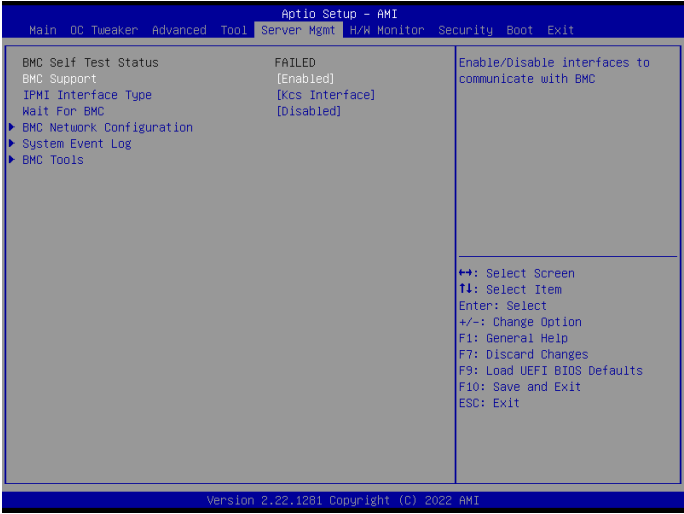 Aptio Setup - AMI
Main OC Tweaker Advanced Tool Server Mgmt H/W Monitor Security Boot Exit
BMC Self Test Status FAILED
BMC Support [Enabled]
IPMI Interface Type [Kcs Interface]
Wait For BMC [Disabled]
BMC Network Configuration
System Event Log
BMC Tools
Enable/Disable interfaces to
communicate with BMC
→←: Select Screen
↑↓: Select Item
Enter: Select
+/-: Change Option
F1: General Help
F7: Discard Changes
F9: Load UEFI BIOS Defaults
F10: Save and Exit
ESC: Exit
Version 2.22.1281 Copyright (C) 2022 AMI